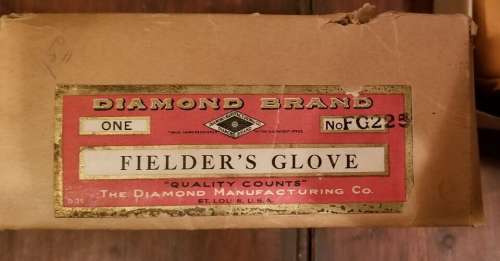 DIAMOND BRAND
ONE
No FG225
FIELDER'S GLOVE
"QUALITY COUNTS"
THE DIAMOND MANUFACTURING CO.
ST. LOUIS, U.S.A.